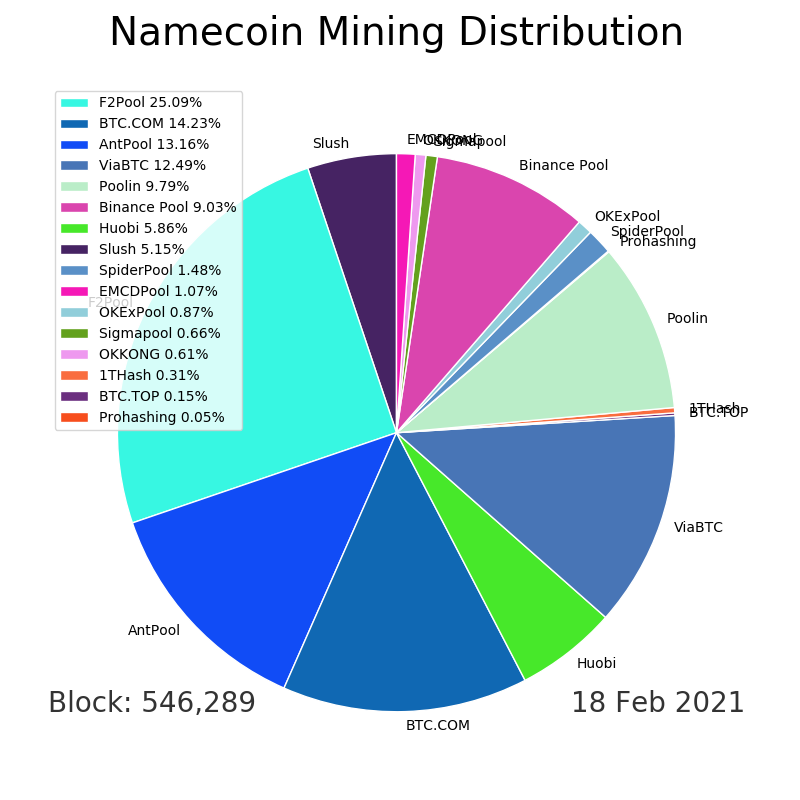 Namecoin Mining Distribution
F2Pool 25.09%
BTC.COM 14.23%
AntPool 13.16%
ViaBTC 12.49%
Poolin 9.79%
Binance Pool 9.03%
Huobi 5.86%
Slush 5.15%
SpiderPool 1.48%
EMCDPool 1.07%
OKExPool 0.87%
Sigmapool 0.66%
OKKONG 0.61%
1THash 0.31%
BTC.TOP 0.15%
Prohashing 0.05%
Slush
EMCDPool
OKKONG
Sigmapool
Binance Pool
OKExPool
SpiderPool
Prohashing
F2Pool
Poolin
1THash
BTC.TOP
ViaBTC
AntPool
Huobi
BTC.COM
Block: 546,289
18 Feb 2021